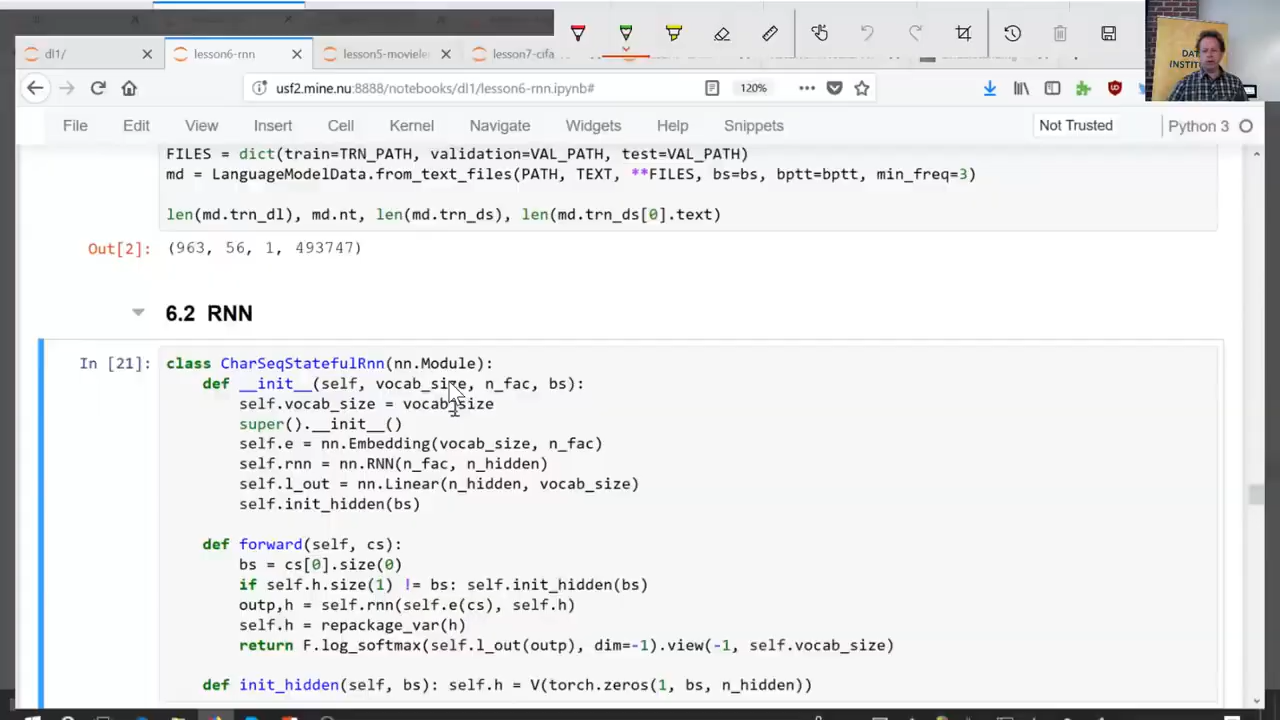 DATA
INSTITUTE
dl1/
lesson6-rnn
lesson5-movielen
lesson7-cifa
usf2.mine.nu:8888/notebooks/dl1/lesson6-rnn.ipynb#
120%
File Edit View Insert Cell Kernel Navigate Widgets Help Snippets
Not Trusted
Python 3
FILES = dict(train=TRN_PATH, validation=VAL_PATH, test=VAL_PATH)
md = LanguageModelData.from_text_files(PATH, TEXT, **FILES, bs=bs, bptt=bptt, min_freq=3)
len(md.trn_dl), md.nt, len(md.trn_ds), len(md.trn_ds[0].text)
Out[2]: (963, 56, 1, 493747)
6.2 RNN
In [21]: class CharSeqStatefulRnn(nn.Module):
def __init__(self, vocab_size, n_fac, bs):
self.vocab_size = vocab_size
super().__init__()
self.e = nn.Embedding(vocab_size, n_fac)
self.rnn = nn.RNN(n_fac, n_hidden)
self.l_out = nn.Linear(n_hidden, vocab_size)
self.init_hidden(bs)
def forward(self, cs):
bs = cs[0].size(0)
if self.h.size(1) != bs: self.init_hidden(bs)
outp,h = self.rnn(self.e(cs), self.h)
self.h = repackage_var(h)
return F.log_softmax(self.l_out(outp), dim=-1).view(-1, self.vocab_size)
def init_hidden(self, bs): self.h = V(torch.zeros(1, bs, n_hidden))